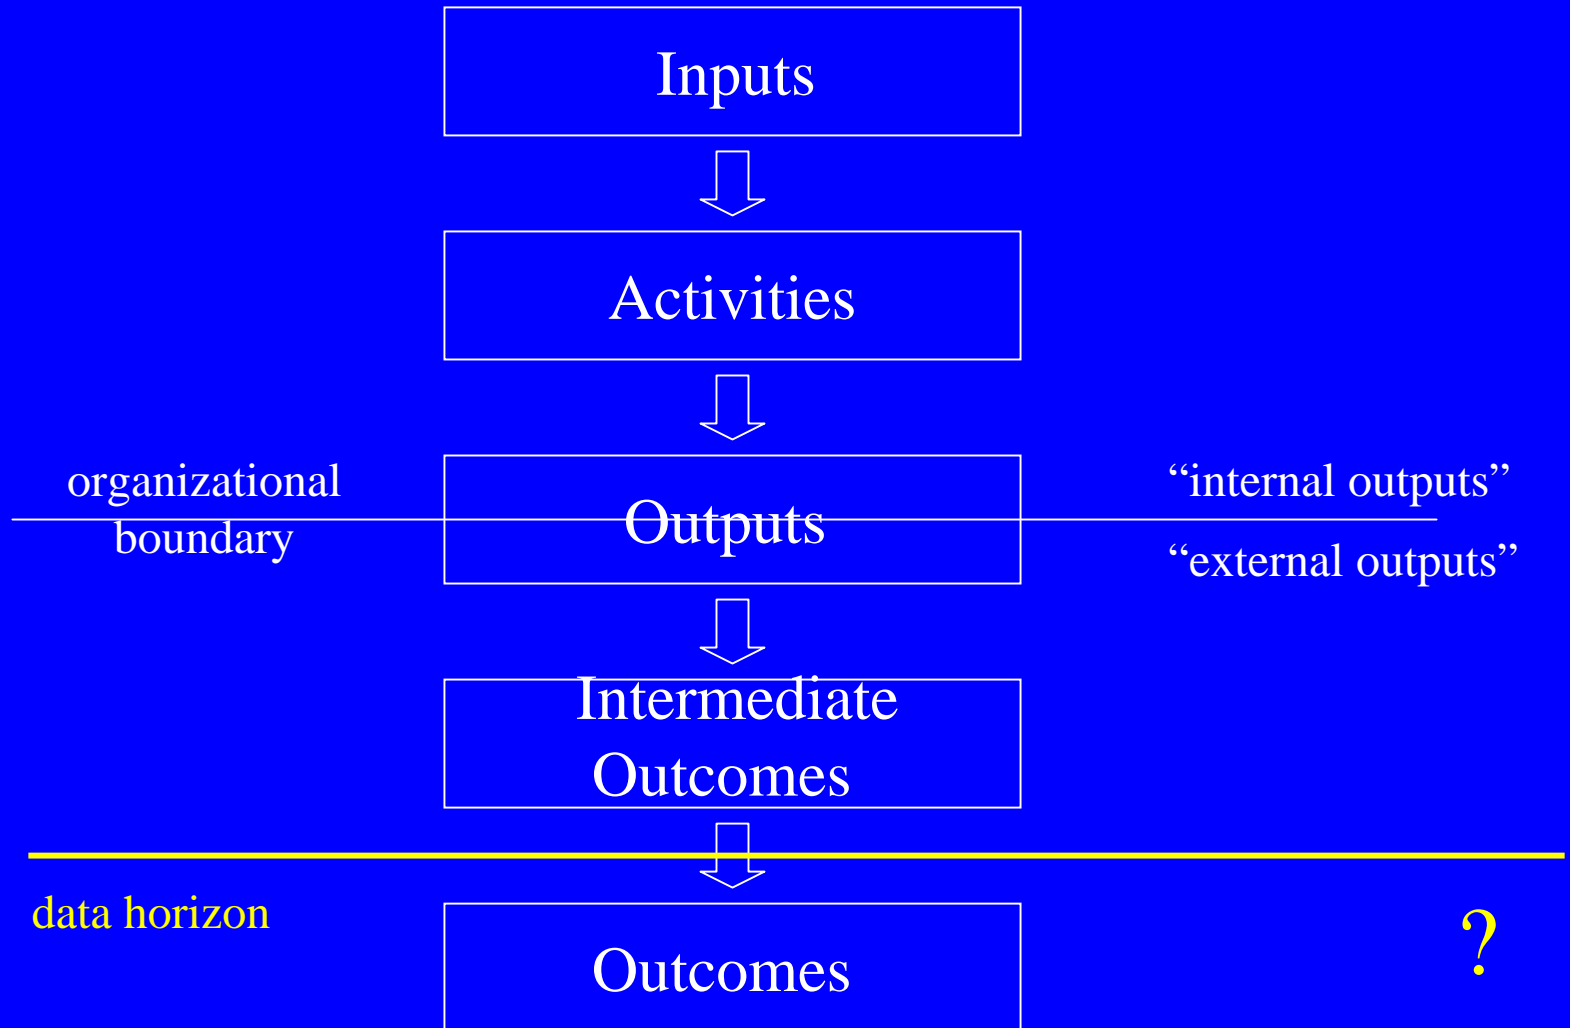 Inputs
Activities
organizational
boundary
Outputs
“internal outputs”
“external outputs”
Intermediate
Outcomes
data horizon
Outcomes
?